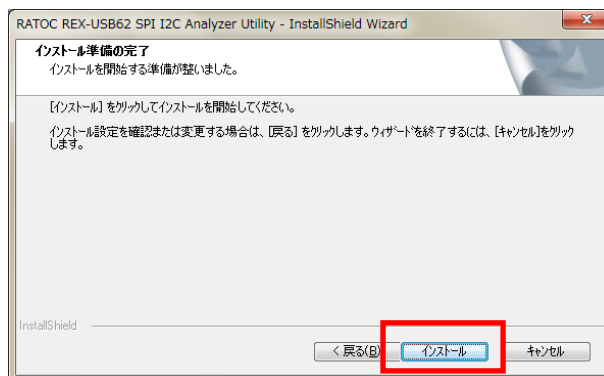 RATOC REX-USB62 SPI I2C Analyzer Utility - InstallShield Wizard
インストール準備の完了
インストールを開始する準備が整いました。
[インストール] をクリックしてインストールを開始してください。
インストール設定を確認または変更する場合は、[戻る] をクリックします。ウィザードを終了するには、[キャンセル]をクリック
します。
InstallShield
< 戻る(B)
インストール
キャンセル